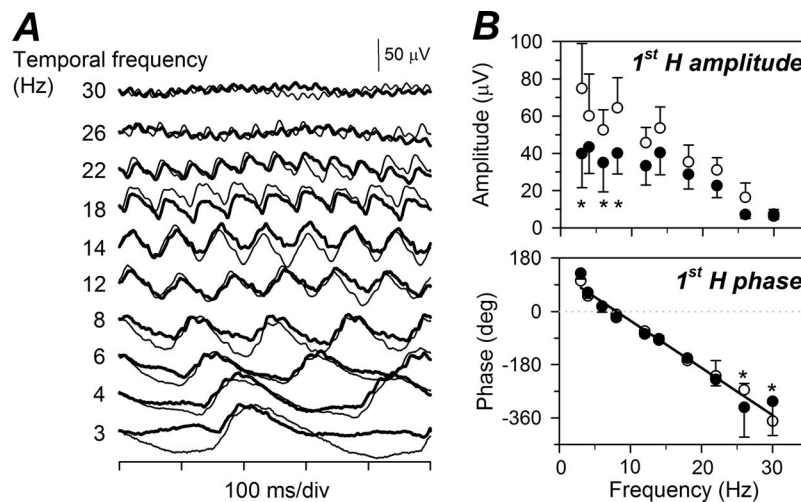 A
Temporal frequency
(Hz)
50 μV
30
26
22
18
14
12
8
6
4
3
100 ms/div
B
1st H amplitude
Amplitude (μV)
100
80
60
40
20
0
* * *
1st H phase
Phase (deg)
180
0
-180
-360
* *
0 10 20 30
Frequency (Hz)